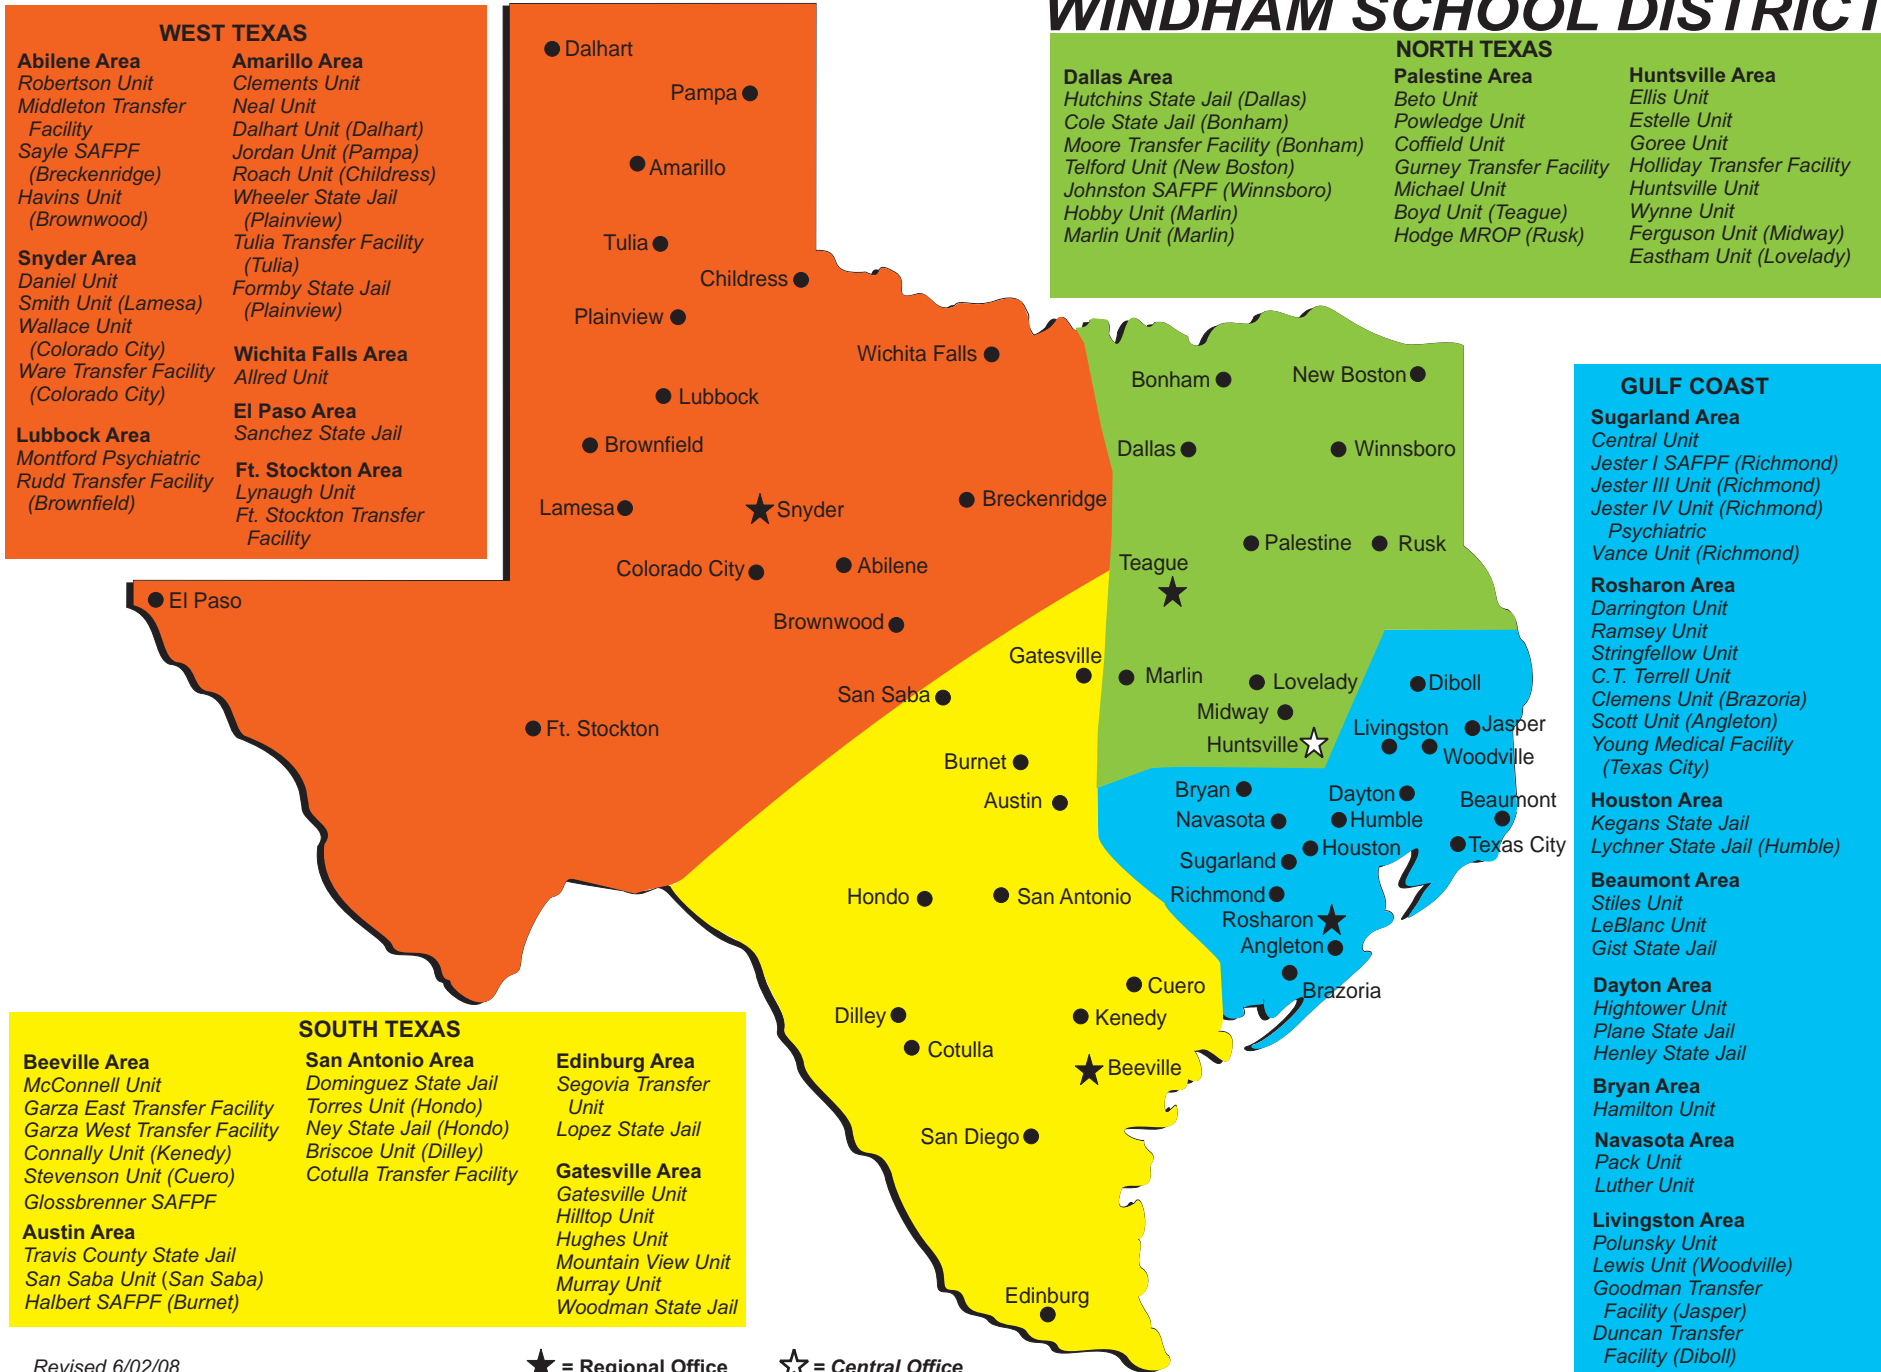 WINDHAM SCHOOL DISTRICT
WEST TEXAS
Abilene Area
Robertson Unit
Middleton Transfer
Facility
Sayle SAFPF
(Breckenridge)
Havins Unit
(Brownwood)
Snyder Area
Daniel Unit
Smith Unit (Lamesa)
Wallace Unit
(Colorado City)
Ware Transfer Facility
(Colorado City)
Lubbock Area
Montford Psychiatric
Rudd Transfer Facility
(Brownfield)
Amarillo Area
Clements Unit
Neal Unit
Dalhart Unit (Dalhart)
Jordan Unit (Pampa)
Roach Unit (Childress)
Wheeler State Jail
(Plainview)
Tulia Transfer Facility
(Tulia)
Formby State Jail
(Plainview)
Wichita Falls Area
Allred Unit
El Paso Area
Sanchez State Jail
Ft. Stockton Area
Lynaugh Unit
Ft. Stockton Transfer
Facility
NORTH TEXAS
Dallas Area
Hutchins State Jail (Dallas)
Cole State Jail (Bonham)
Moore Transfer Facility (Bonham)
Telford Unit (New Boston)
Johnston SAFPF (Winnsboro)
Hobby Unit (Marlin)
Marlin Unit (Marlin)
Palestine Area
Beto Unit
Powledge Unit
Coffield Unit
Gurney Transfer Facility
Michael Unit
Boyd Unit (Teague)
Hodge MROP (Rusk)
Huntsville Area
Ellis Unit
Estelle Unit
Goree Unit
Holliday Transfer Facility
Huntsville Unit
Wynne Unit
Ferguson Unit (Midway)
Eastham Unit (Lovelady)
Dalhart
Pampa
Amarillo
Tulia
Childress
Plainview
Wichita Falls
Lubbock
Brownfield
Lamesa
Snyder
Breckenridge
Colorado City
Abilene
El Paso
Brownwood
Ft. Stockton
Bonham
New Boston
Dallas
Winnsboro
Palestine
Rusk
Teague
Marlin
Lovelady
Midway
Huntsville
Gatesville
San Saba
Burnet
Austin
Hondo
San Antonio
Cuero
Dilley
Kenedy
Cotulla
Beeville
San Diego
Edinburg
Diboll
Livingston
Jasper
Woodville
Bryan
Dayton
Beaumont
Navasota
Humble
Houston
Texas City
Sugarland
Richmond
Rosharon
Angleton
Brazoria
GULF COAST
Sugarland Area
Central Unit
Jester I SAFPF (Richmond)
Jester III Unit (Richmond)
Jester IV Unit (Richmond)
Psychiatric
Vance Unit (Richmond)
Rosharon Area
Darrington Unit
Ramsey Unit
Stringfellow Unit
C.T. Terrell Unit
Clemens Unit (Brazoria)
Scott Unit (Angleton)
Young Medical Facility
(Texas City)
Houston Area
Kegans State Jail
Lychner State Jail (Humble)
Beaumont Area
Stiles Unit
LeBlanc Unit
Gist State Jail
Dayton Area
Hightower Unit
Plane State Jail
Henley State Jail
Bryan Area
Hamilton Unit
Navasota Area
Pack Unit
Luther Unit
Livingston Area
Polunsky Unit
Lewis Unit (Woodville)
Goodman Transfer
Facility (Jasper)
Duncan Transfer
Facility (Diboll)
SOUTH TEXAS
Beeville Area
McConnell Unit
Garza East Transfer Facility
Garza West Transfer Facility
Connally Unit (Kenedy)
Stevenson Unit (Cuero)
Glossbrenner SAFPF
Austin Area
Travis County State Jail
San Saba Unit (San Saba)
Halbert SAFPF (Burnet)
San Antonio Area
Dominguez State Jail
Torres Unit (Hondo)
Ney State Jail (Hondo)
Briscoe Unit (Dilley)
Cotulla Transfer Facility
Edinburg Area
Segovia Transfer
Unit
Lopez State Jail
Gatesville Area
Gatesville Unit
Hilltop Unit
Hughes Unit
Mountain View Unit
Murray Unit
Woodman State Jail
Revised 6/02/08
= Regional Office
= Central Office